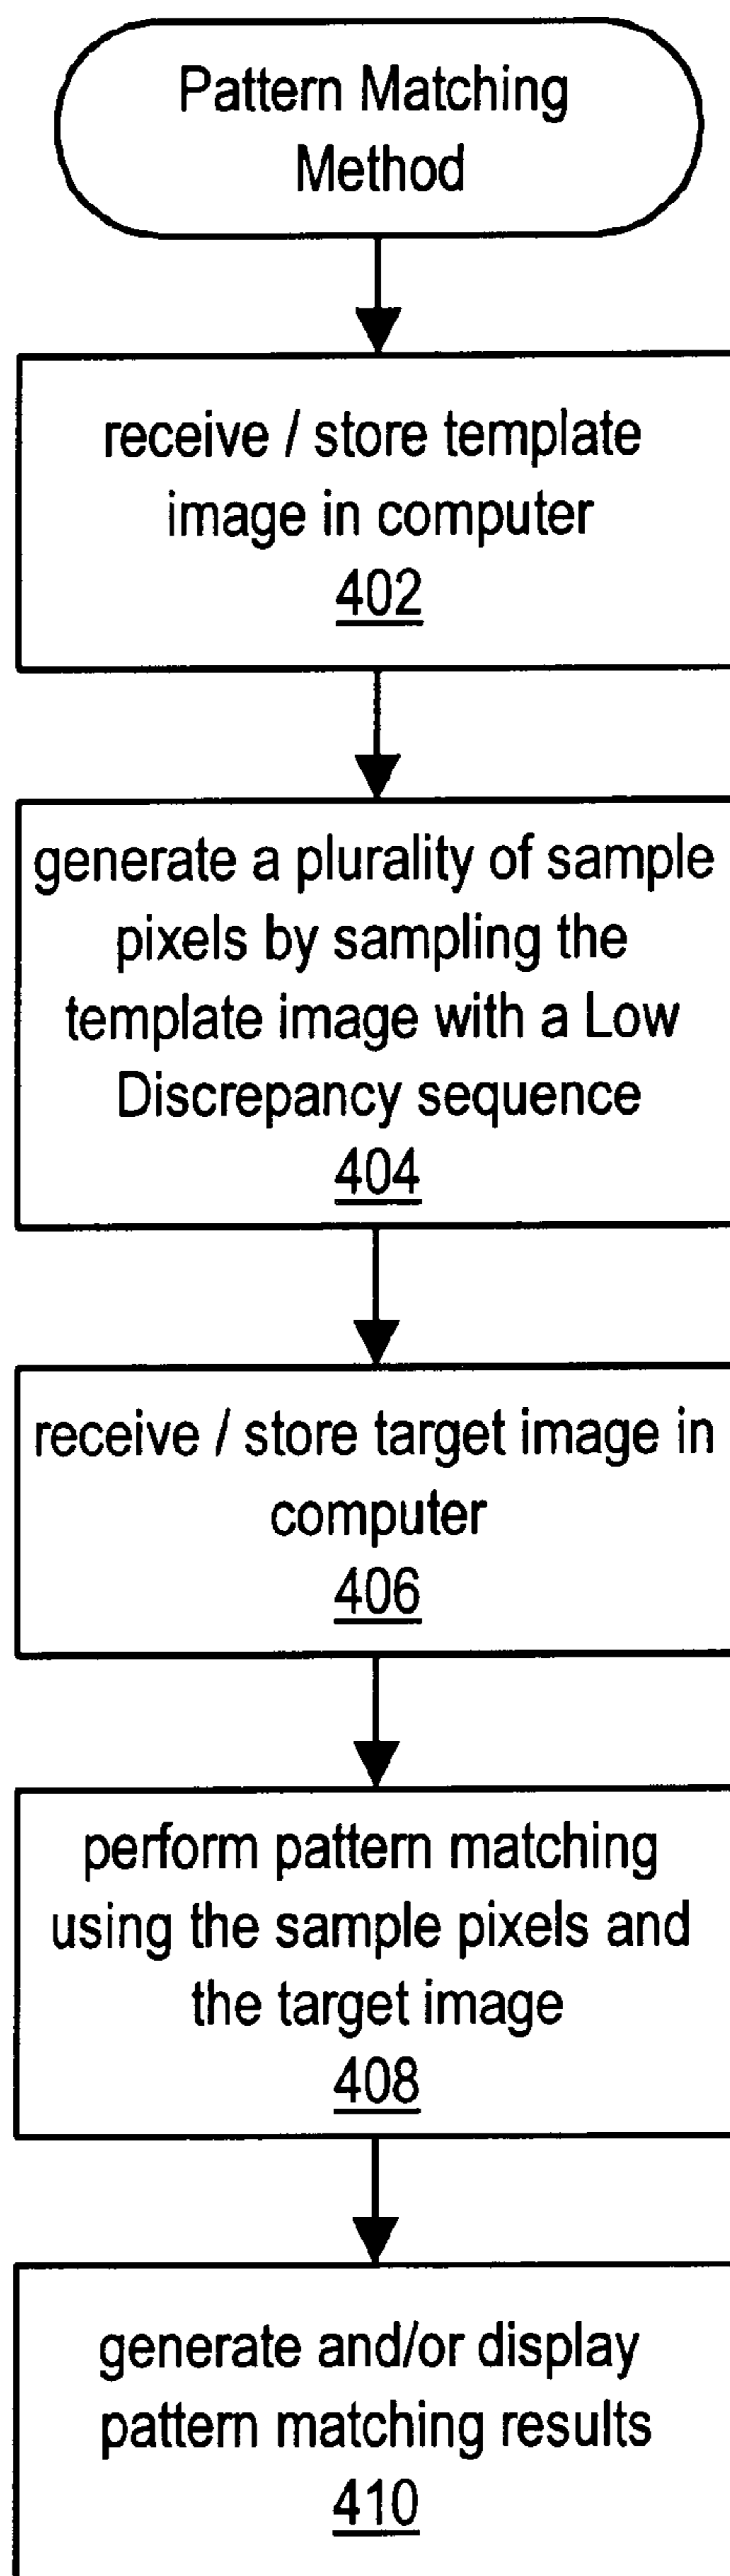 Pattern Matching
Method
receive / store template
image in computer
402
generate a plurality of sample
pixels by sampling the
template image with a Low
Discrepancy sequence
404
receive / store target image in
computer
406
perform pattern matching
using the sample pixels and
the target image
408
generate and/or display
pattern matching results
410